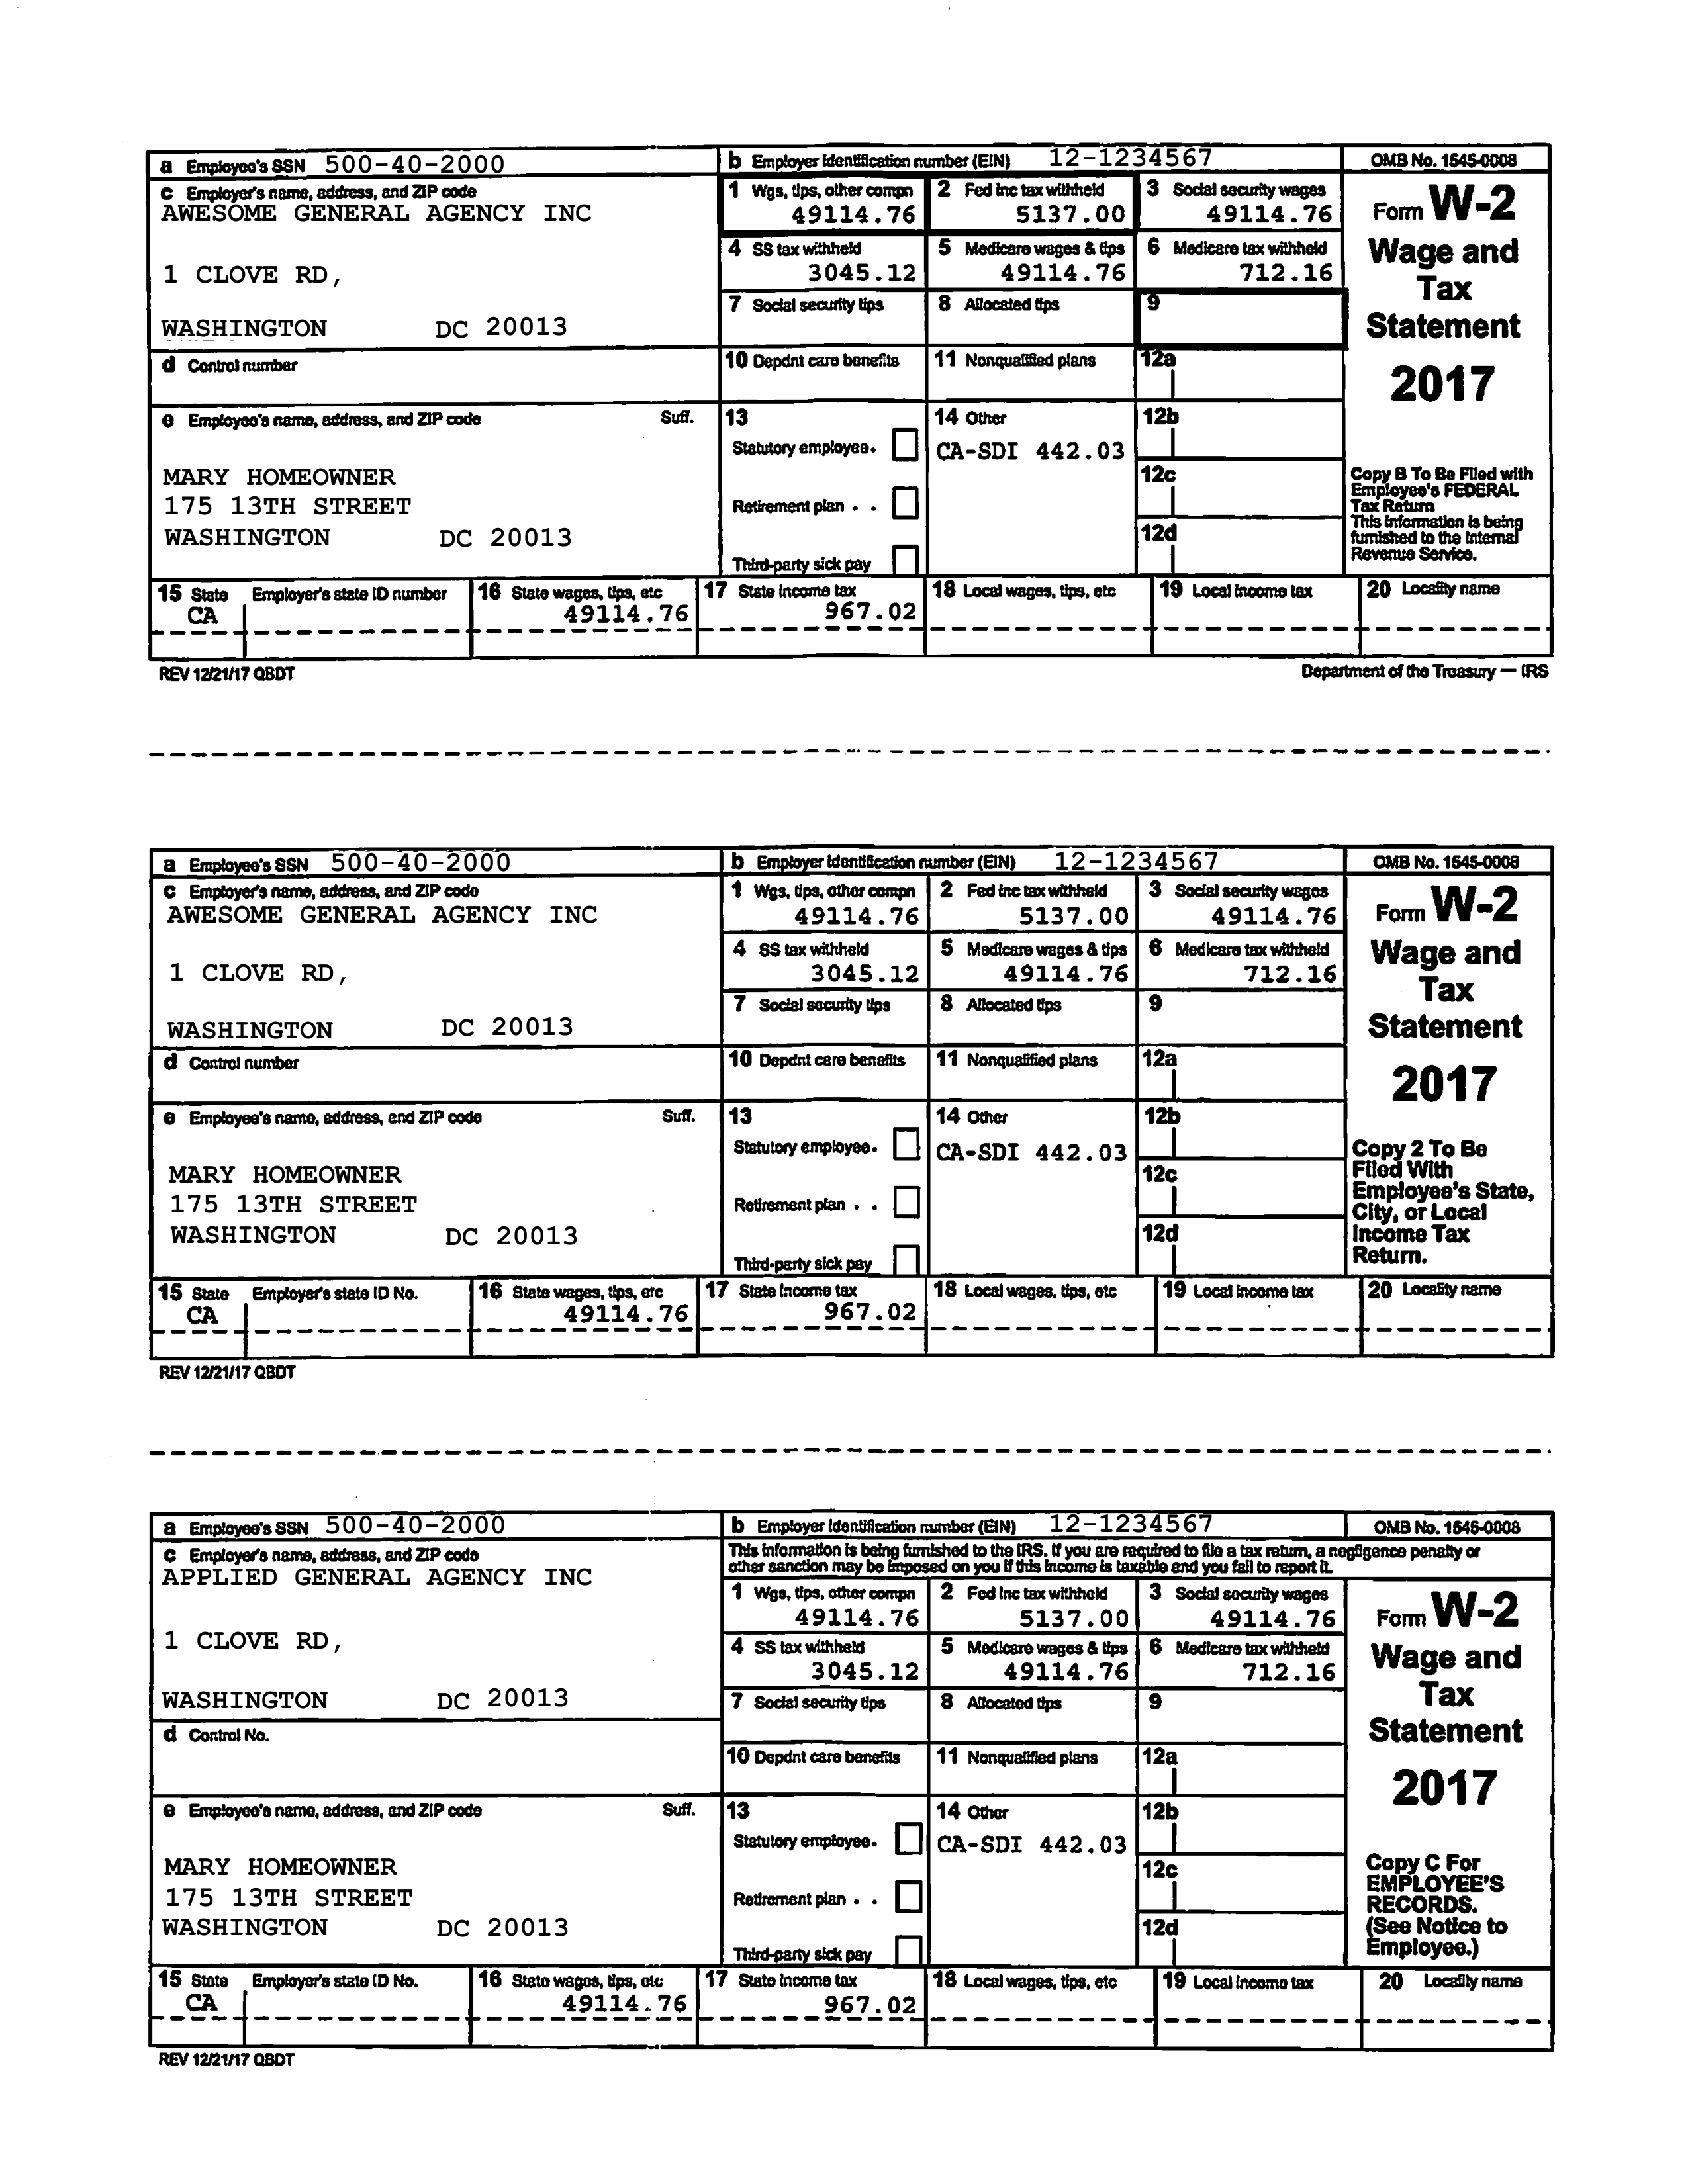 a Employee's SSN 500-40-2000
b Employer identification number (EIN) 12-1234567
OMB No. 1545-0008
c Employer's name, address, and ZIP code
AWESOME GENERAL AGENCY INC
1 CLOVE RD,
WASHINGTON DC 20013
1 Wgs, tips, other compn 49114.76
2 Fed inc tax withheld 5137.00
3 Social security wages 49114.76
4 SS tax withheld 3045.12
5 Medicare wages & tips 49114.76
6 Medicare tax withheld 712.16
7 Social security tips
8 Allocated tips
9
Form W-2
Wage and
Tax
Statement
2017
d Control number
10 Depdnt care benefits
11 Nonqualified plans
12a
e Employee's name, address, and ZIP code Suff.
MARY HOMEOWNER
175 13TH STREET
WASHINGTON DC 20013
13
Statutory employee.
Retirement plan . .
Third-party sick pay
14 Other
CA-SDI 442.03
12b
12c
12d
Copy B To Be Filed with
Employee's FEDERAL
Tax Return
This information is being
furnished to the Internal
Revenue Service.
15 State Employer's state ID number
CA
16 State wages, tips, etc
49114.76
17 State income tax
967.02
18 Local wages, tips, etc
19 Local income tax
20 Locality name
REV 12/21/17 QBDT
Department of the Treasury — IRS
a Employee's SSN 500-40-2000
b Employer identification number (EIN) 12-1234567
OMB No. 1545-0008
c Employer's name, address, and ZIP code
AWESOME GENERAL AGENCY INC
1 CLOVE RD,
WASHINGTON DC 20013
1 Wgs, tips, other compn 49114.76
2 Fed inc tax withheld 5137.00
3 Social security wages 49114.76
4 SS tax withheld 3045.12
5 Medicare wages & tips 49114.76
6 Medicare tax withheld 712.16
7 Social security tips
8 Allocated tips
9
Form W-2
Wage and
Tax
Statement
2017
d Control number
10 Depdnt care benefits
11 Nonqualified plans
12a
e Employee's name, address, and ZIP code Suff.
MARY HOMEOWNER
175 13TH STREET
WASHINGTON DC 20013
13
Statutory employee.
Retirement plan . .
Third-party sick pay
14 Other
CA-SDI 442.03
12b
12c
12d
Copy 2 To Be
Filed With
Employee's State,
City, or Local
Income Tax
Return.
15 State Employer's state ID No.
CA
16 State wages, tips, etc
49114.76
17 State income tax
967.02
18 Local wages, tips, etc
19 Local income tax
20 Locality name
REV 12/21/17 QBDT
a Employee's SSN 500-40-2000
b Employer identification number (EIN) 12-1234567
OMB No. 1545-0008
c Employer's name, address, and ZIP code
APPLIED GENERAL AGENCY INC
1 CLOVE RD,
WASHINGTON DC 20013
This information is being furnished to the IRS. If you are required to file a tax return, a negligence penalty or
other sanction may be imposed on you if this income is taxable and you fail to report it.
1 Wgs, tips, other compn 49114.76
2 Fed inc tax withheld 5137.00
3 Social security wages 49114.76
4 SS tax withheld 3045.12
5 Medicare wages & tips 49114.76
6 Medicare tax withheld 712.16
7 Social security tips
8 Allocated tips
9
Form W-2
Wage and
Tax
Statement
2017
d Control No.
10 Depdnt care benefits
11 Nonqualified plans
12a
e Employee's name, address, and ZIP code Suff.
MARY HOMEOWNER
175 13TH STREET
WASHINGTON DC 20013
13
Statutory employee.
Retirement plan . .
Third-party sick pay
14 Other
CA-SDI 442.03
12b
12c
12d
Copy C For
EMPLOYEE'S
RECORDS.
(See Notice to
Employee.)
15 State Employer's state ID No.
CA
16 State wages, tips, etc
49114.76
17 State income tax
967.02
18 Local wages, tips, etc
19 Local income tax
20 Locality name
REV 12/21/17 QBDT